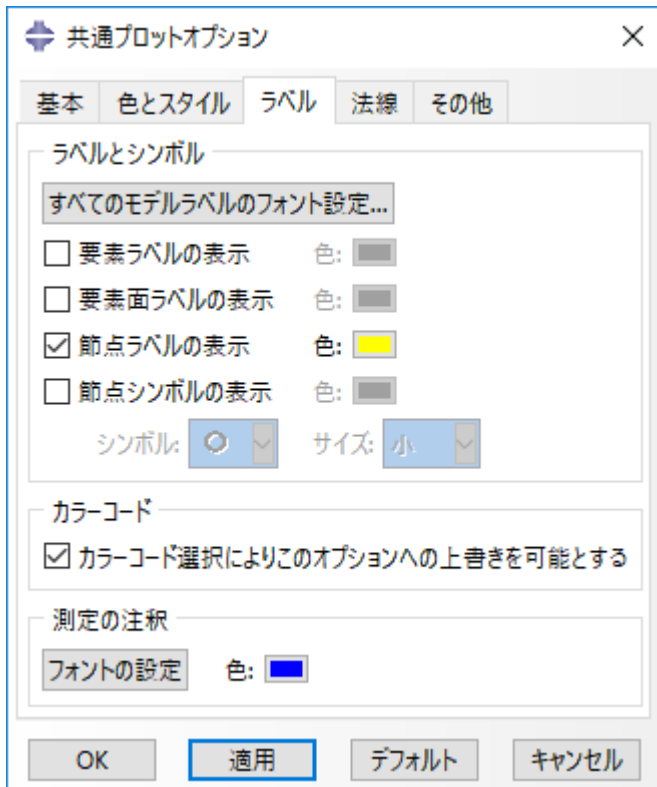 共通プロットオプション
基本 色とスタイル ラベル 法線 その他
ラベルとシンボル
すべてのモデルラベルのフォント設定...
要素ラベルの表示 色:
要素面ラベルの表示 色:
節点ラベルの表示 色:
節点シンボルの表示 色:
シンボル: サイズ: 小
カラーコード
カラーコード選択によりこのオプションへの上書きを可能とする
測定の注釈
フォントの設定 色:
OK 適用 デフォルト キャンセル